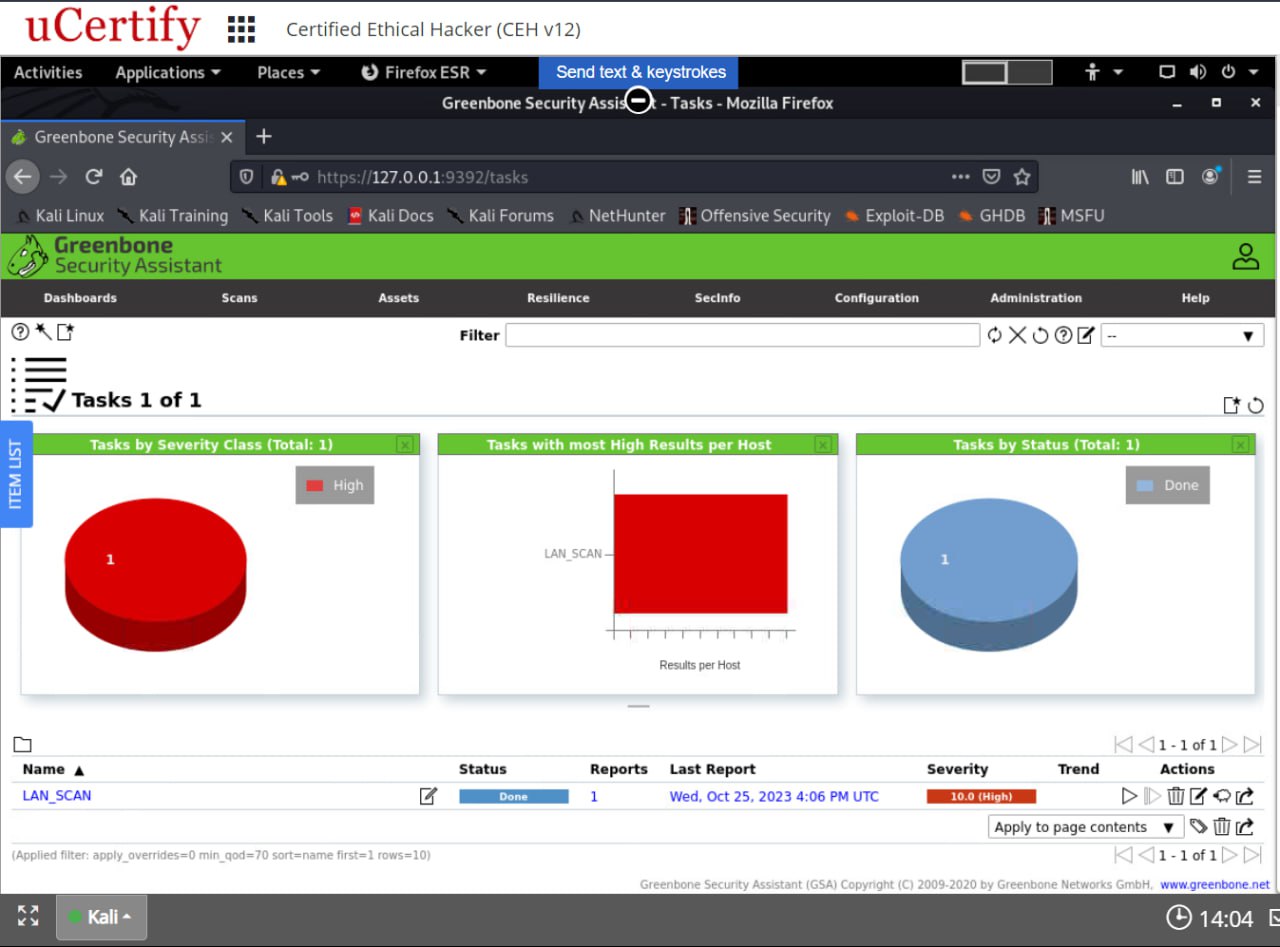 uCertify Certified Ethical Hacker (CEH v12)
Activities Applications Places Firefox ESR Send text & keystrokes
Greenbone Security Assis t - Tasks - Mozilla Firefox
Greenbone Security Assi
https://127.0.0.1:9392/tasks
Kali Linux Kali Training Kali Tools Kali Docs Kali Forums NetHunter Offensive Security Exploit-DB GHDB MSFU
Greenbone
Security Assistant
Dashboards Scans Assets Resilience SecInfo Configuration Administration Help
Filter --
Tasks 1 of 1
ITEM LIST
Tasks by Severity Class (Total: 1)
High
1
Tasks with most High Results per Host
LAN_SCAN
Results per Host
Tasks by Status (Total: 1)
Done
1
1 - 1 of 1
Name Status Reports Last Report Severity Trend Actions
LAN_SCAN Done 1 Wed, Oct 25, 2023 4:06 PM UTC 10.0 (High)
Apply to page contents
(Applied filter: apply_overrides=0 min_qod=70 sort=name first=1 rows=10) 1 - 1 of 1
Greenbone Security Assistant (GSA) Copyright (C) 2009-2020 by Greenbone Networks GmbH, www.greenbone.net
Kali 14:04